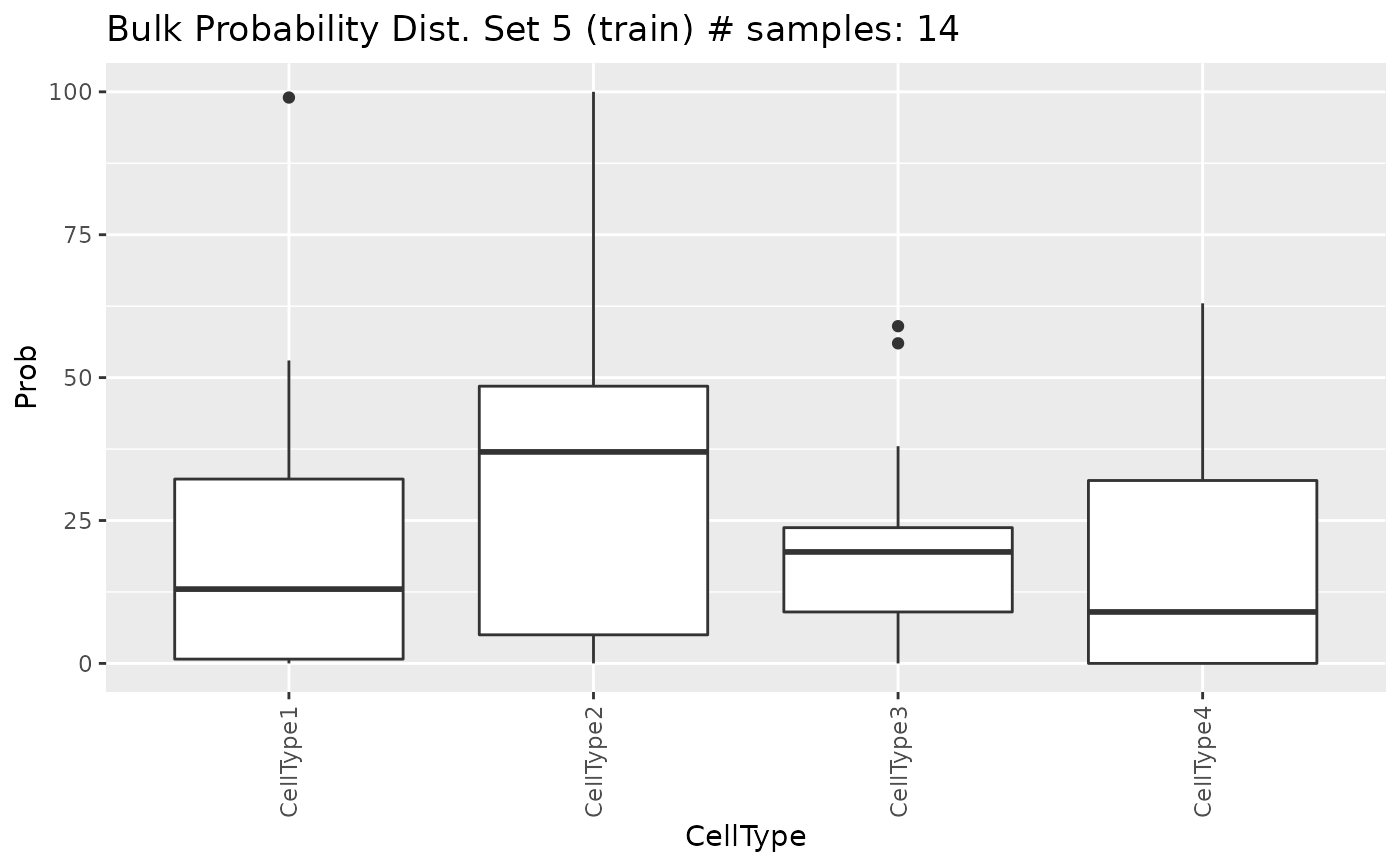 Bulk Probability Dist. Set 5 (train) # samples: 14
100
75
50
25
0
Prob
CellType1
CellType2
CellType3
CellType4
CellType